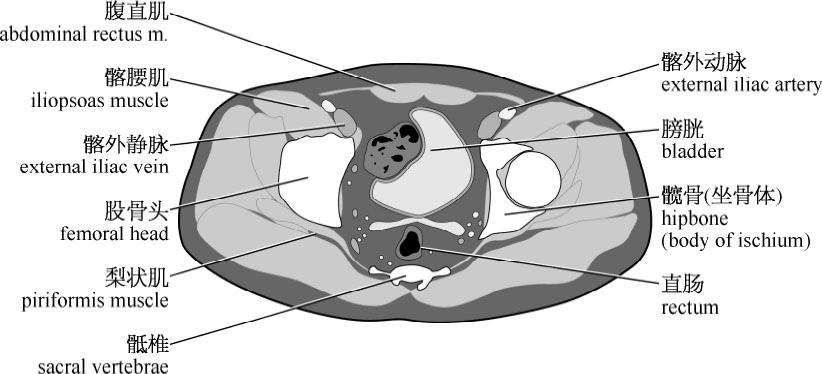 腹直肌
abdominal rectus m.
髂腰肌
iliopsoas muscle
髂外静脉
external iliac vein
股骨头
femoral head
梨状肌
piriformis muscle
骶椎
sacral vertebrae
髂外动脉
external iliac artery
膀胱
bladder
髋骨(坐骨体)
hipbone
(body of ischium)
直肠
rectum